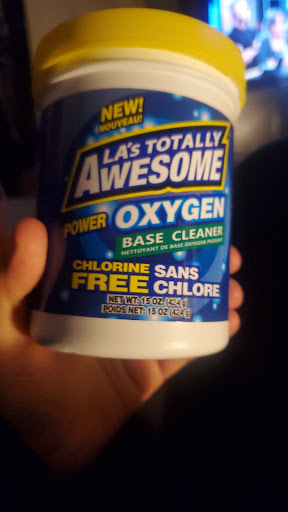 NEW!
NOUVEAU!
LA's TOTALLY
AWESOME
POWER OXYGEN
BASE CLEANER
NETTOYANT DE BASE OXYGENE PUISSANT
CHLORINE FREE
SANS CHLORE
NET WT: 15 OZ. (424 g)
POIDS NET: 15 OZ (424 g)